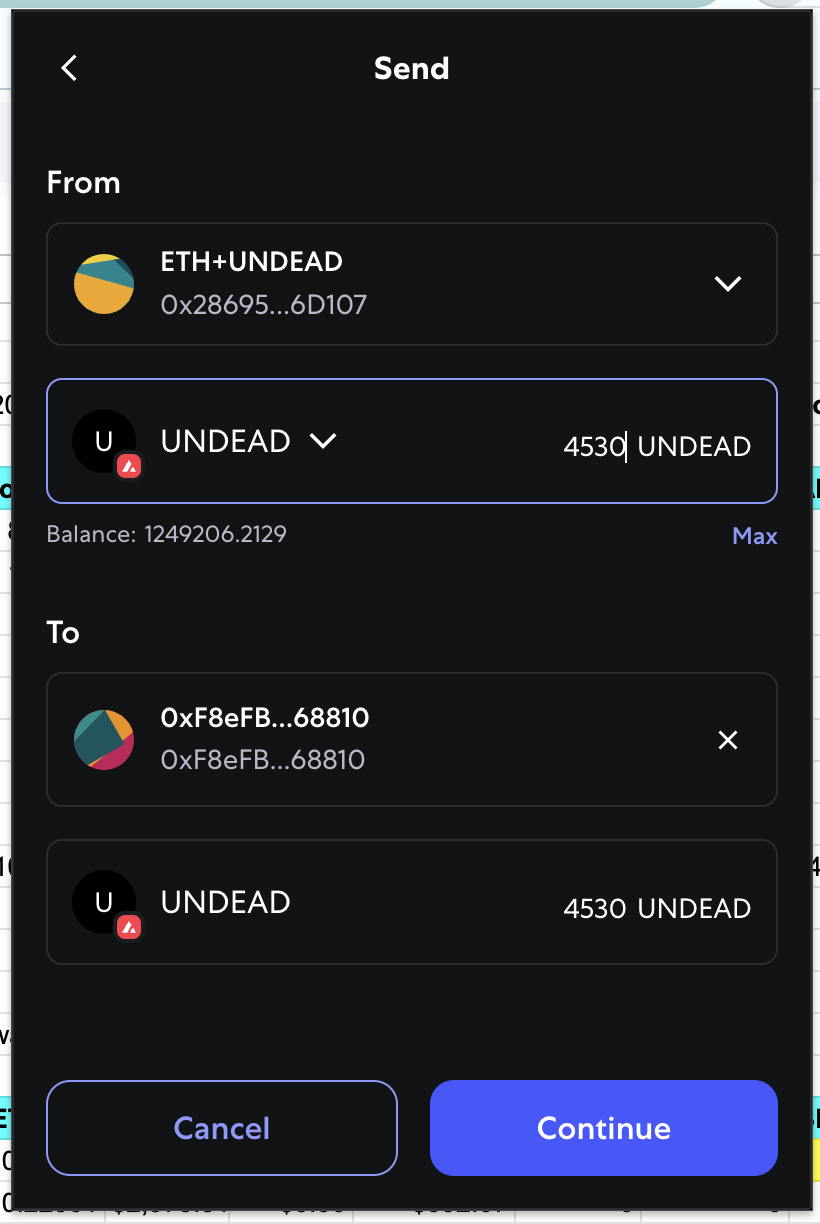 Send
From
ETH+UNDEAD
0x28695...6D107
U
UNDEAD
4530 UNDEAD
Balance: 1249206.2129
Max
To
0xF8eFB...68810
0xF8eFB...68810
U
UNDEAD
4530 UNDEAD
Cancel
Continue